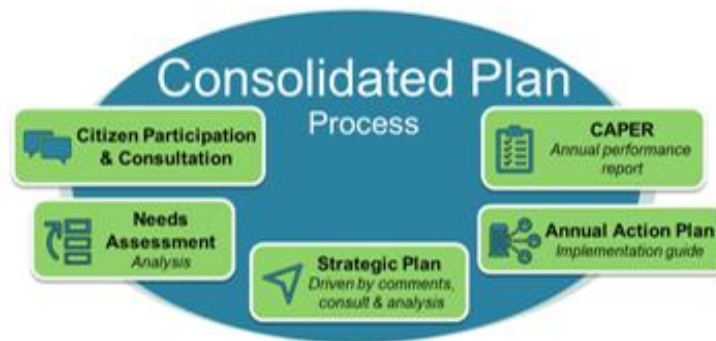 Consolidated Plan
Process
Citizen Participation
& Consultation
Needs
Assessment
Analysis
Strategic Plan
Driven by comments,
consult & analysis
Annual Action Plan
Implementation guide
CAPER
Annual performance
report